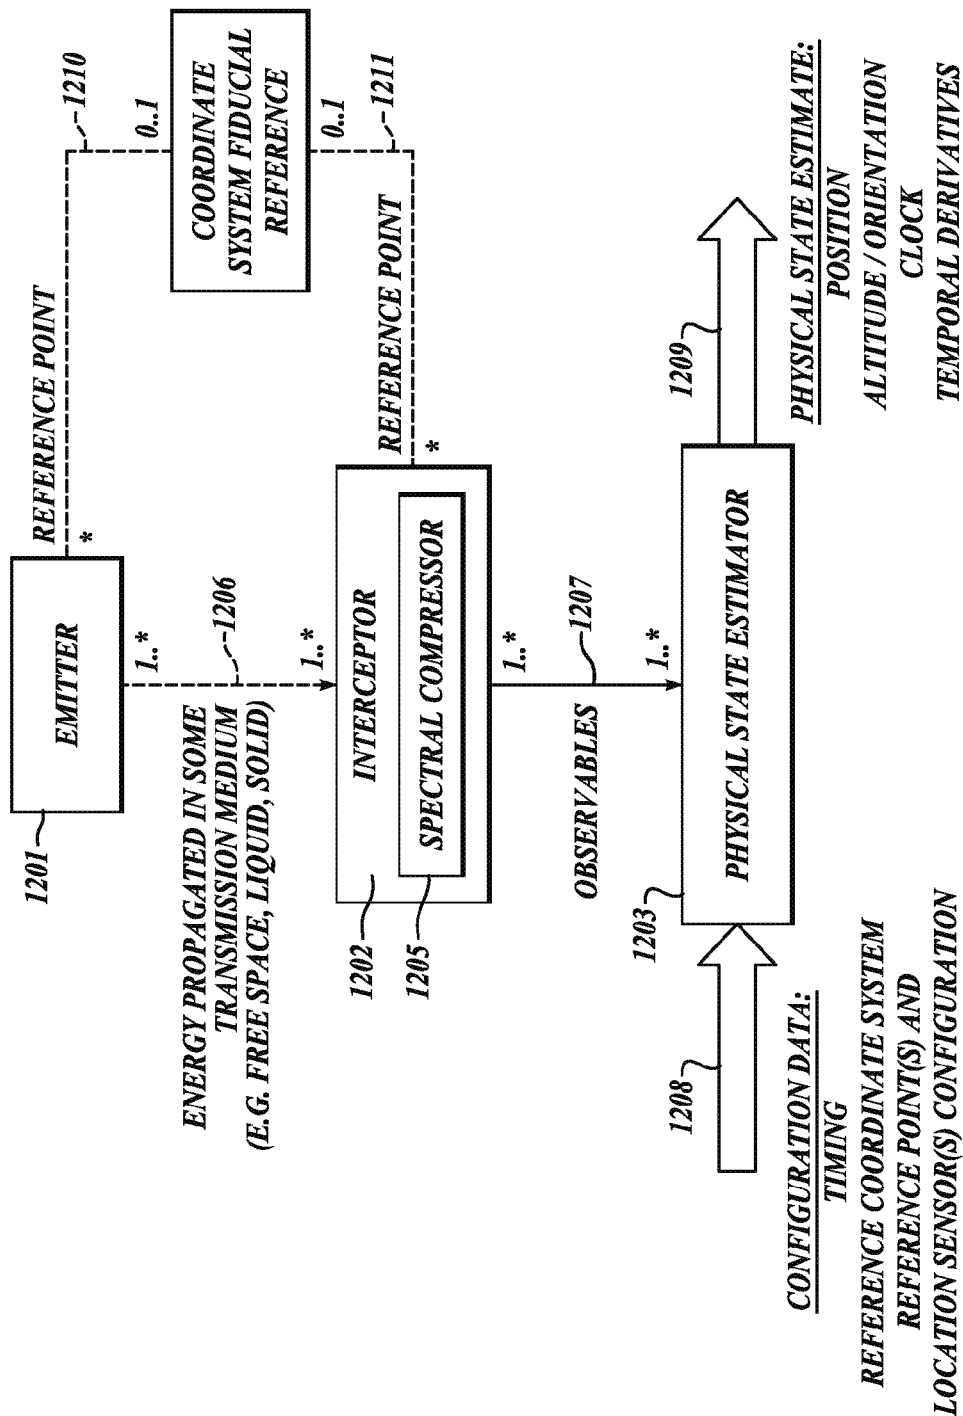 1201
EMITTER
*
REFERENCE POINT
1210
0..1
COORDINATE
SYSTEM FIDUCIAL
REFERENCE
0..1
1211
REFERENCE POINT
*
1..*
1206
ENERGY PROPAGATED IN SOME
TRANSMISSION MEDIUM
(E.G. FREE SPACE, LIQUID, SOLID)
1..*
1202
INTERCEPTOR
1205
SPECTRAL COMPRESSOR
1..*
OBSERVABLES
1207
1..*
1203
PHYSICAL STATE ESTIMATOR
1208
1209
CONFIGURATION DATA:
TIMING
REFERENCE COORDINATE SYSTEM
REFERENCE POINT(S) AND
LOCATION SENSOR(S) CONFIGURATION
PHYSICAL STATE ESTIMATE:
POSITION
ALTITUDE / ORIENTATION
CLOCK
TEMPORAL DERIVATIVES